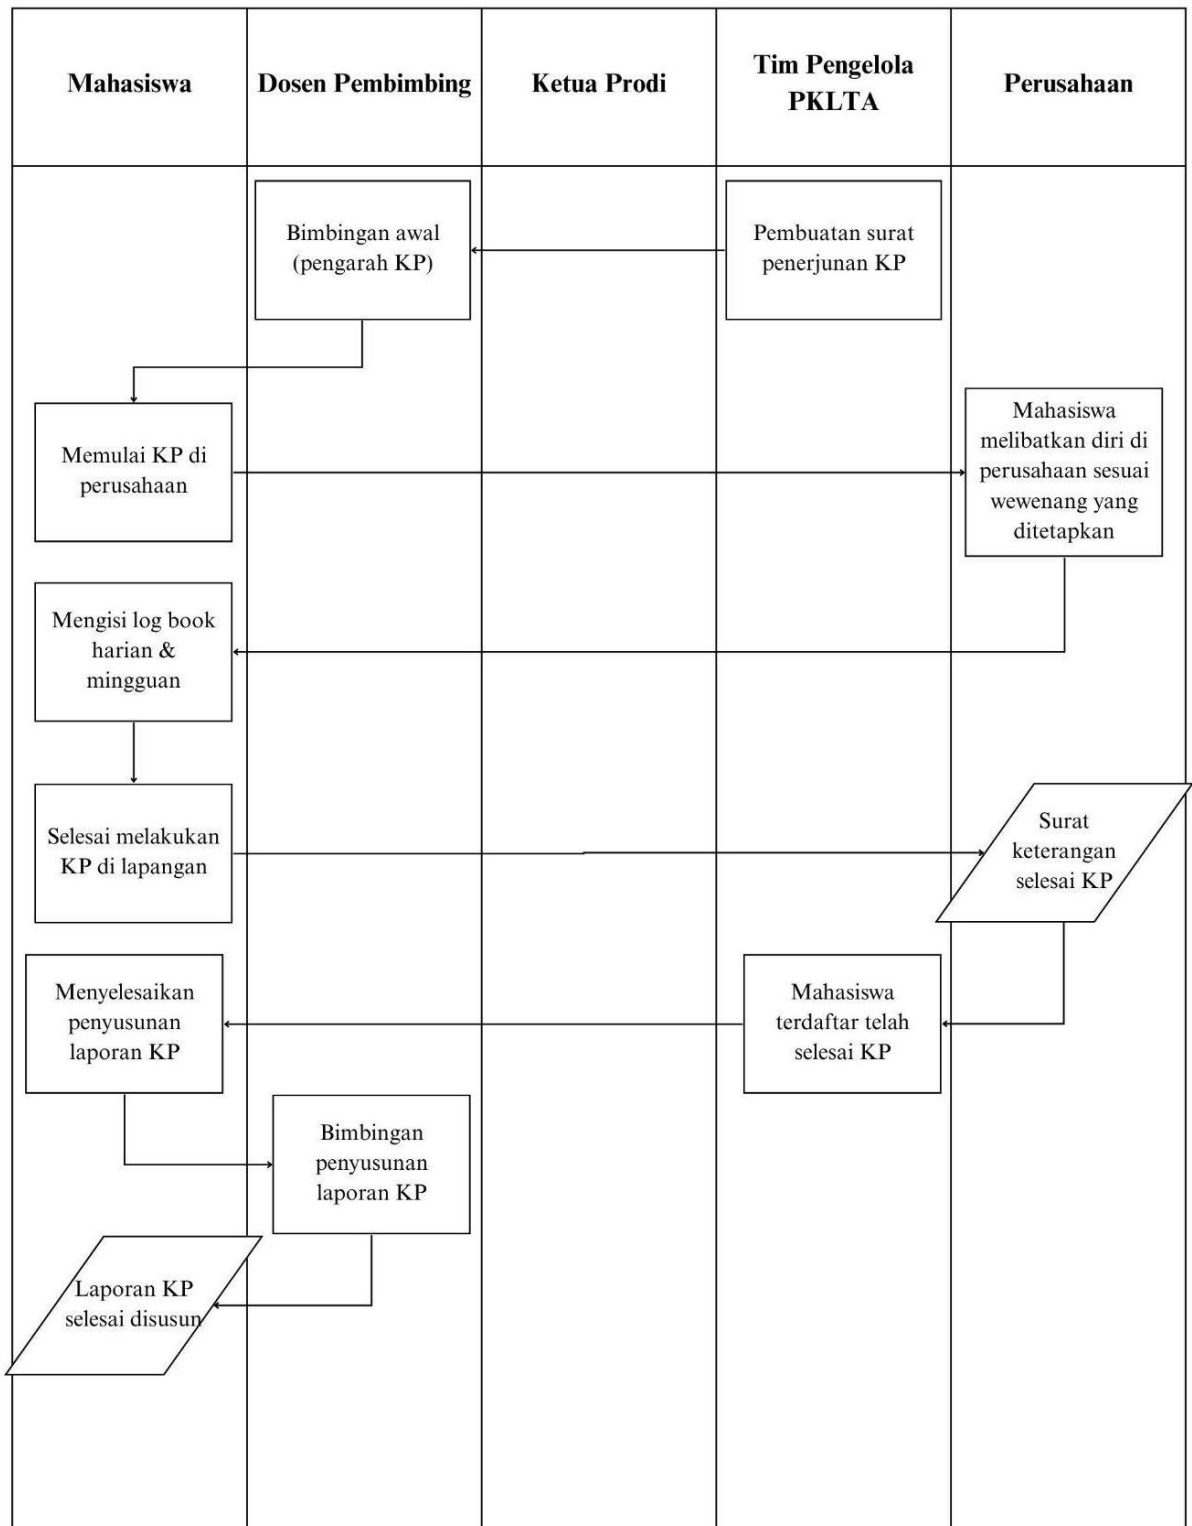 Mahasiswa
Dosen Pembimbing
Ketua Prodi
Tim Pengelola
PKLTA
Perusahaan
Bimbingan awal
(pengarah KP)
Pembuatan surat
penerjunan KP
Memulai KP di
perusahaan
Mahasiswa
melibatkan diri di
perusahaan sesuai
wewenang yang
ditetapkan
Mengisi log book
harian &
mingguan
Selesai melakukan
KP di lapangan
Surat
keterangan
selesai KP
Menyelesaikan
penyusunan
laporan KP
Mahasiswa
terdaftar telah
selesai KP
Bimbingan
penyusunan
laporan KP
Laporan KP
selesai disusun